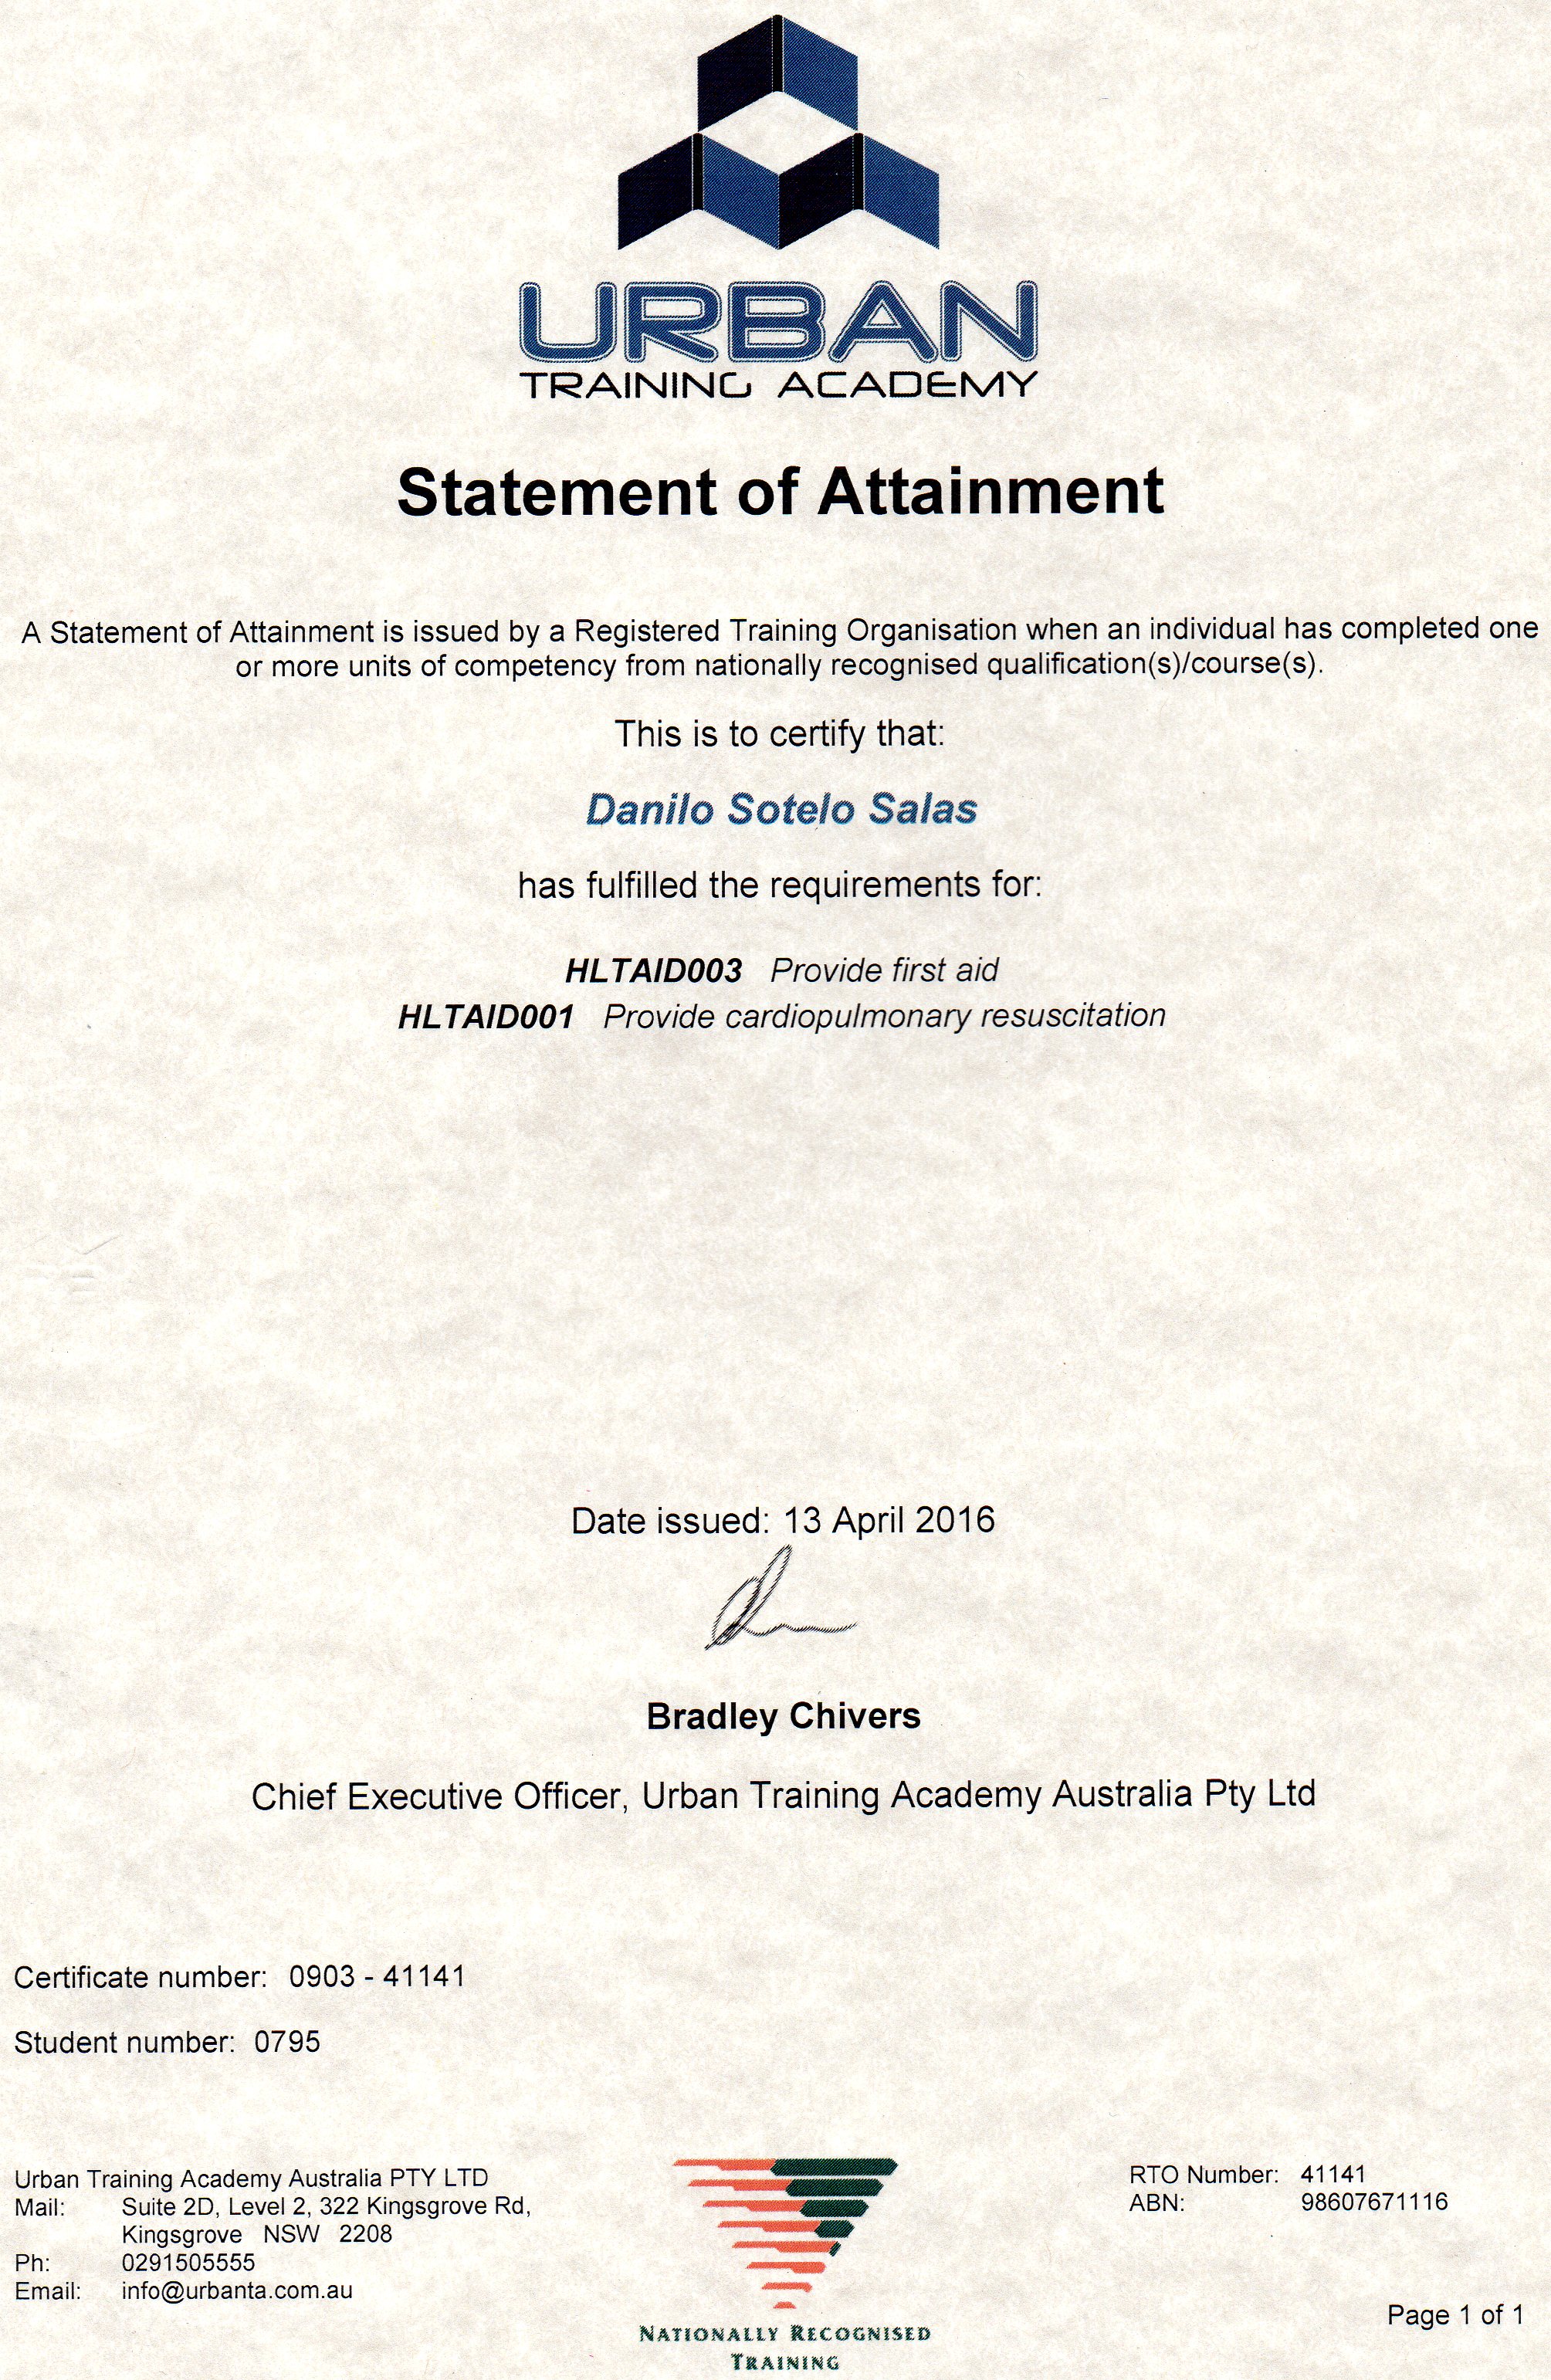 URBAN
TRAINING ACADEMY
Statement of Attainment
A Statement of Attainment is issued by a Registered Training Organisation when an individual has completed one
or more units of competency from nationally recognised qualification(s)/course(s).
This is to certify that:
Danilo Sotelo Salas
has fulfilled the requirements for:
HLTAID003 Provide first aid
HLTAID001 Provide cardiopulmonary resuscitation
Date issued: 13 April 2016
Bradley Chivers
Chief Executive Officer, Urban Training Academy Australia Pty Ltd
Certificate number: 0903 - 41141
Student number: 0795
Urban Training Academy Australia PTY LTD
Mail: Suite 2D, Level 2, 322 Kingsgrove Rd,
Kingsgrove NSW 2208
Ph: 0291505555
Email: info@urbanta.com.au
NATIONALLY RECOGNISED
TRAINING
RTO Number: 41141
ABN: 98607671116
Page 1 of 1